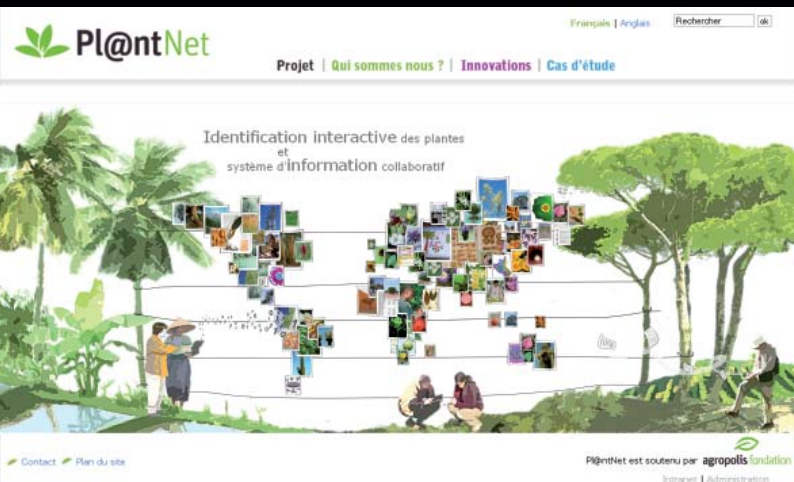 Français | Anglais
Rechercher
ok
Pl@ntNet
Projet | Qui sommes nous ? | Innovations | Cas d'étude
Identification interactive des plantes
et
système d'information collaboratif
Contact Plan du site
Pl@ntNet est soutenu par agropolis fondation
Intranet | Administration